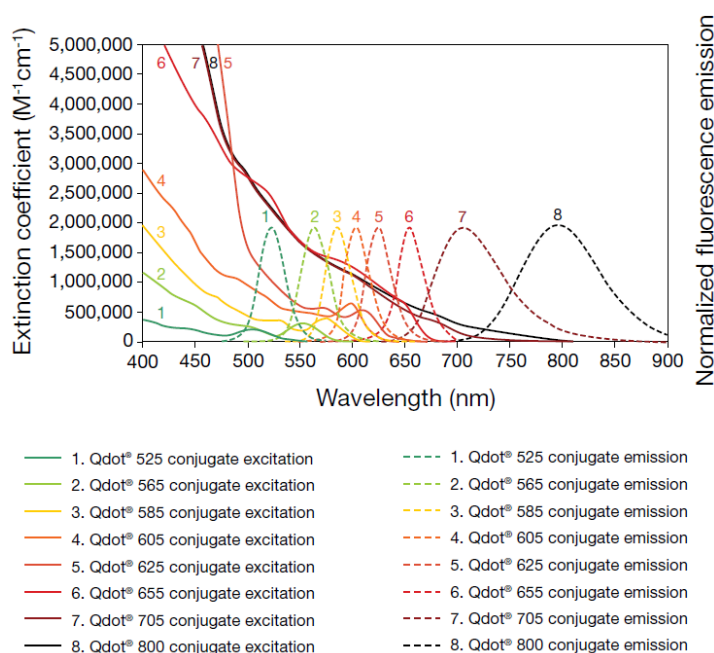 Extinction coefficient (M⁻¹cm⁻¹)
5,000,000
4,500,000
4,000,000
3,500,000
3,000,000
2,500,000
2,000,000
1,500,000
1,000,000
500,000
0
6 7 8 5
4
3
2
1
1 2 3 4 5 6 7 8
400 450 500 550 600 650 700 750 800 850 900
Wavelength (nm)
Normalized fluorescence emission
1. Qdot® 525 conjugate excitation
2. Qdot® 565 conjugate excitation
3. Qdot® 585 conjugate excitation
4. Qdot® 605 conjugate excitation
5. Qdot® 625 conjugate excitation
6. Qdot® 655 conjugate excitation
7. Qdot® 705 conjugate excitation
8. Qdot® 800 conjugate excitation
1. Qdot® 525 conjugate emission
2. Qdot® 565 conjugate emission
3. Qdot® 585 conjugate emission
4. Qdot® 605 conjugate emission
5. Qdot® 625 conjugate emission
6. Qdot® 655 conjugate emission
7. Qdot® 705 conjugate emission
8. Qdot® 800 conjugate emission